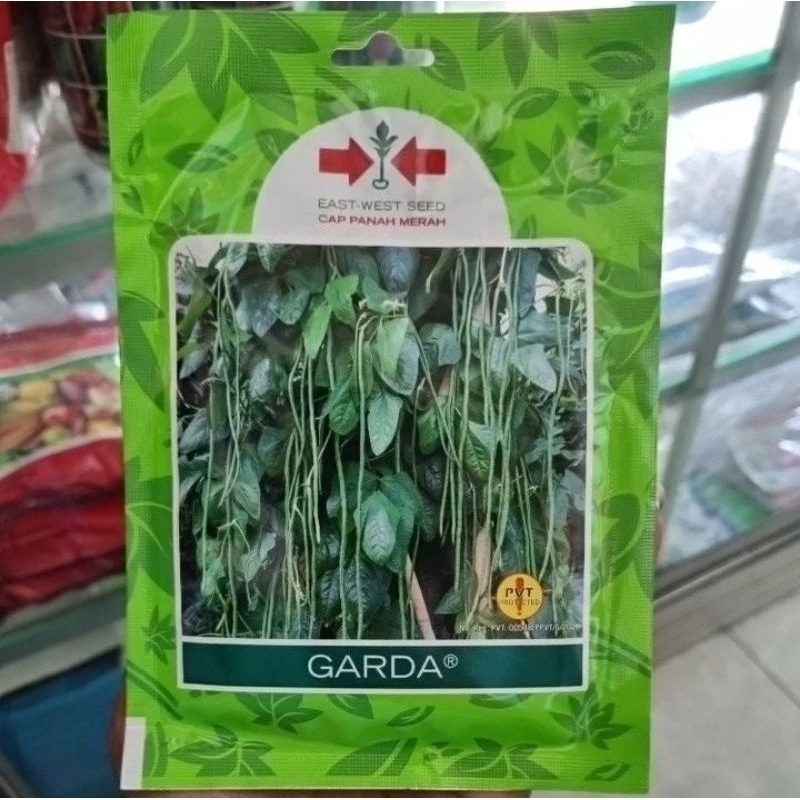 EAST-WEST SEED
CAP PANAH MERAH
PVT
PROTECTED
GARDA®